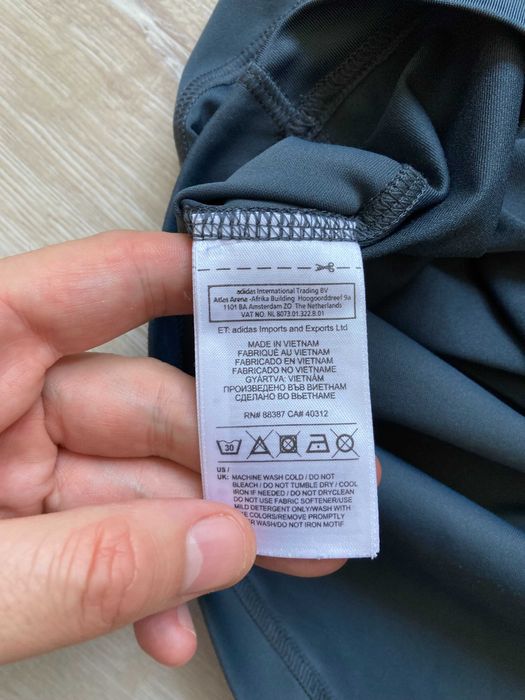 adidas International Trading BV
Atlas Arena -Afrika Building Hoogoorddreef 9a
1101 BA Amsterdam ZO The Netherlands
VAT NO. NL 8073.01.322.B.01
ET: adidas Imports and Exports Ltd
MADE IN VIETNAM
FABRIQUÉ AU VIETNAM
FABRICADO EN VIETNAM
FABRICADO NO VIETNAME
GYÁRTVA: VIETNÁM
ПРОИЗВЕДЕНО ВЪВ ВИЕТНАМ
СДЕЛАНО ВО ВЬЕТНАМЕ
RN# 88387 CA# 40312
30
US /
UK: MACHINE WASH COLD / DO NOT
BLEACH / DO NOT TUMBLE DRY / COOL
IRON IF NEEDED / DO NOT DRYCLEAN
DO NOT USE FABRIC SOFTENER/USE
MILD DETERGENT ONLY/WASH WITH
COLORS/REMOVE PROMPTLY
WASH/DO NOT IRON MOTIF